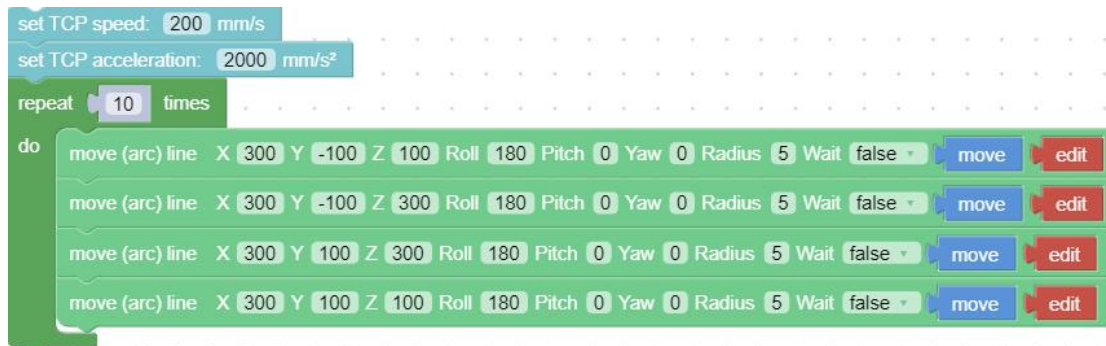 set TCP speed: 200 mm/s
set TCP acceleration: 2000 mm/s²
repeat 10 times
do
move (arc) line X 300 Y -100 Z 100 Roll 180 Pitch 0 Yaw 0 Radius 5 Wait false move edit
move (arc) line X 300 Y -100 Z 300 Roll 180 Pitch 0 Yaw 0 Radius 5 Wait false move edit
move (arc) line X 300 Y 100 Z 300 Roll 180 Pitch 0 Yaw 0 Radius 5 Wait false move edit
move (arc) line X 300 Y 100 Z 100 Roll 180 Pitch 0 Yaw 0 Radius 5 Wait false move edit